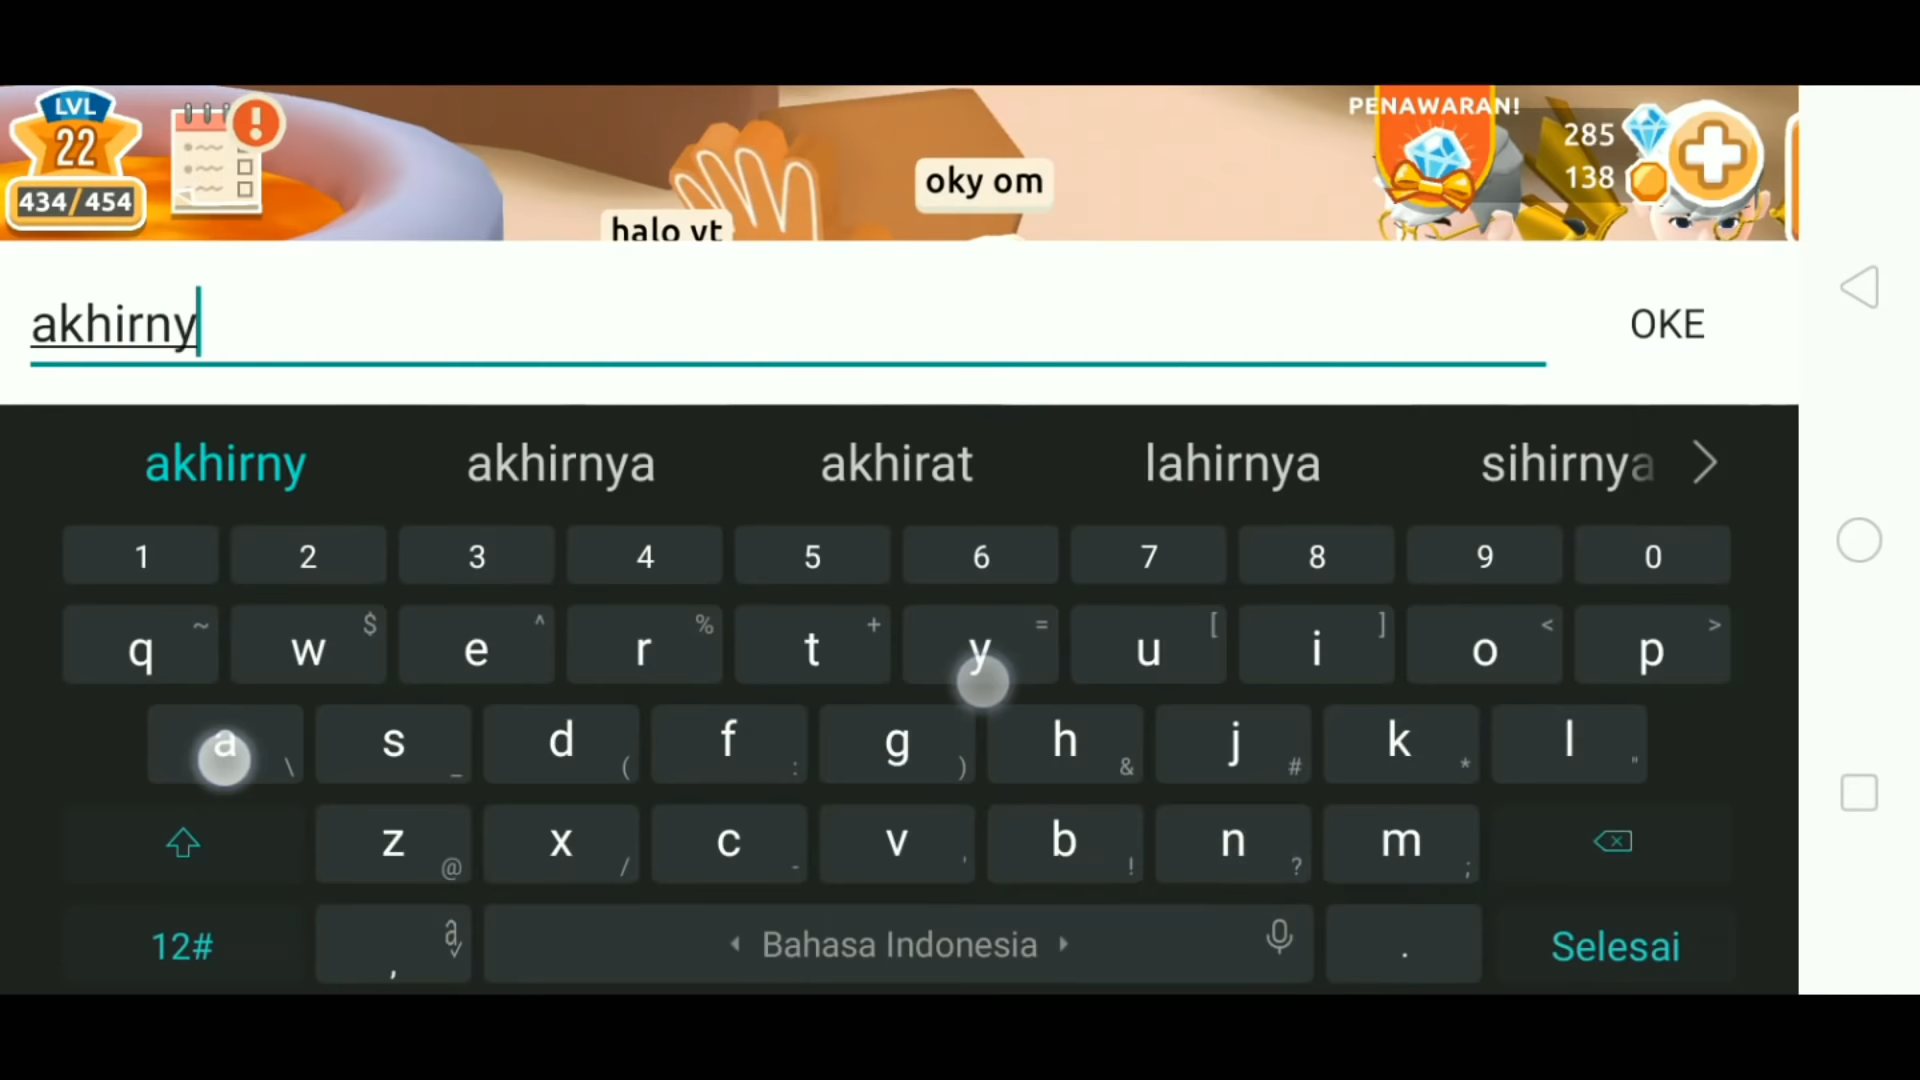 LVL
22
434/454
halo yt
oky om
PENAWARAN!
285
138
akhirny
OKE
akhirny akhirnya akhirat lahirnya sihirnya
1 2 3 4 5 6 7 8 9 0
~ $ ^ % + = [ ] < >
q w e r t y u i o p
a s d f g h j k l
\ _ ( : ) & # * "
z x c v b n m
@ / - ' ! ? ;
12# , á Bahasa Indonesia . Selesai